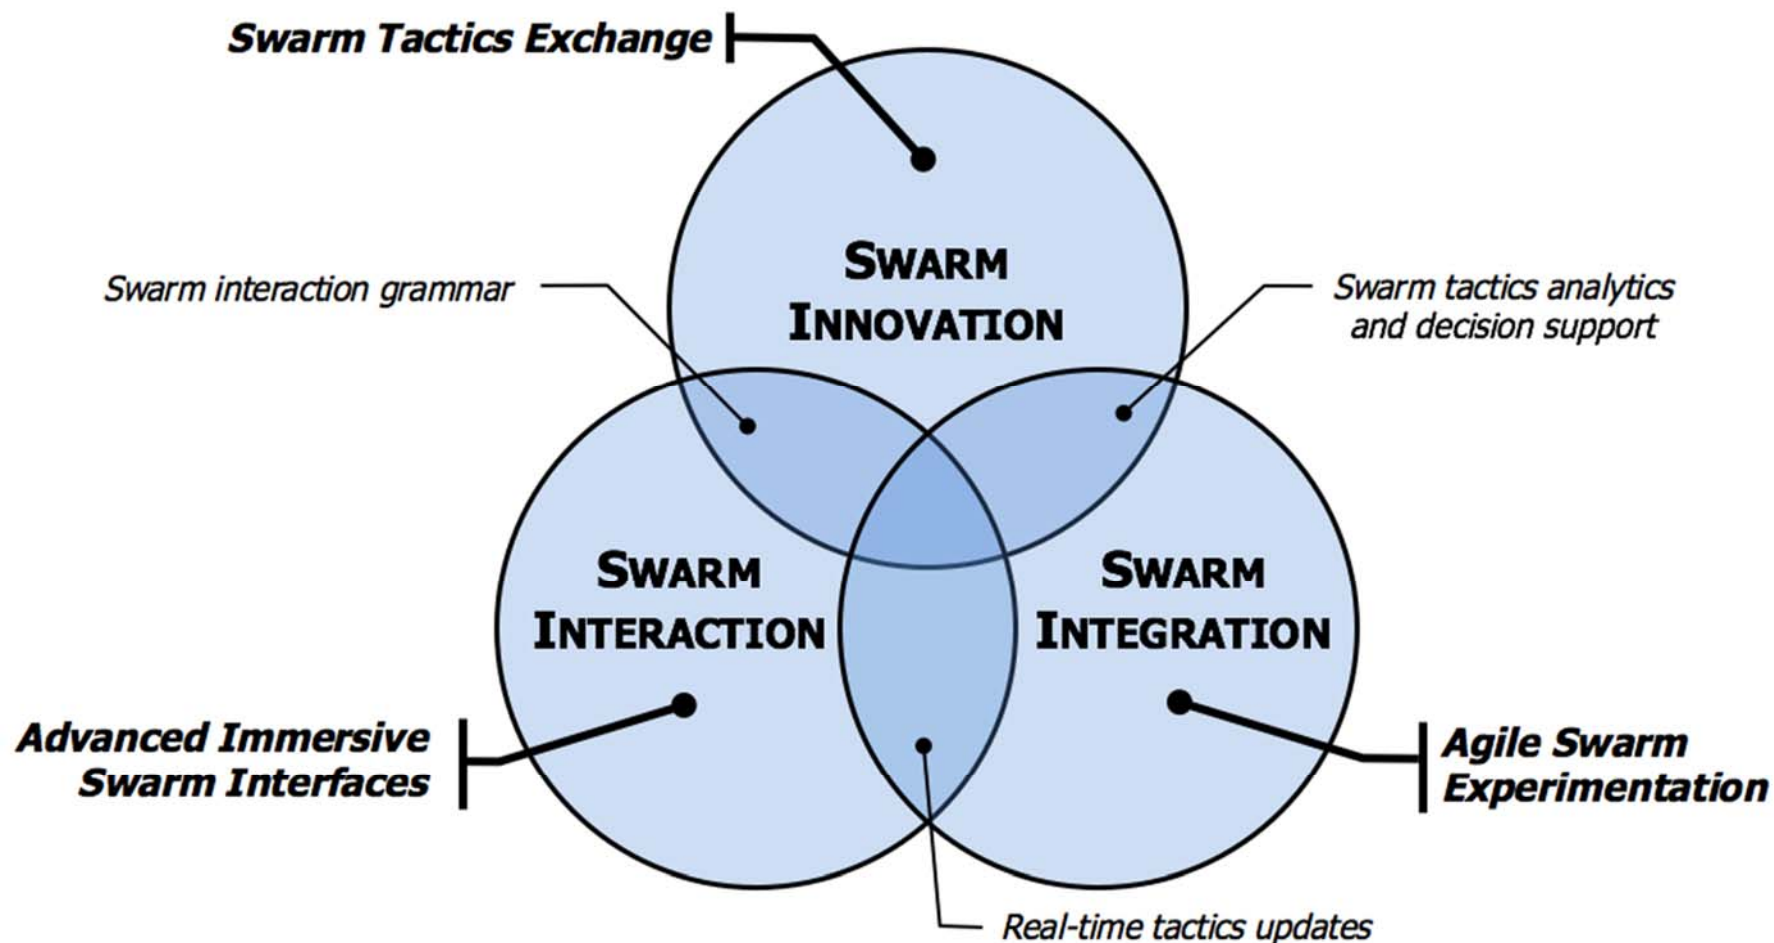 Swarm Tactics Exchange
SWARM
INNOVATION
Swarm interaction grammar
Swarm tactics analytics
and decision support
SWARM
INTERACTION
SWARM
INTEGRATION
Advanced Immersive
Swarm Interfaces
Agile Swarm
Experimentation
Real-time tactics updates